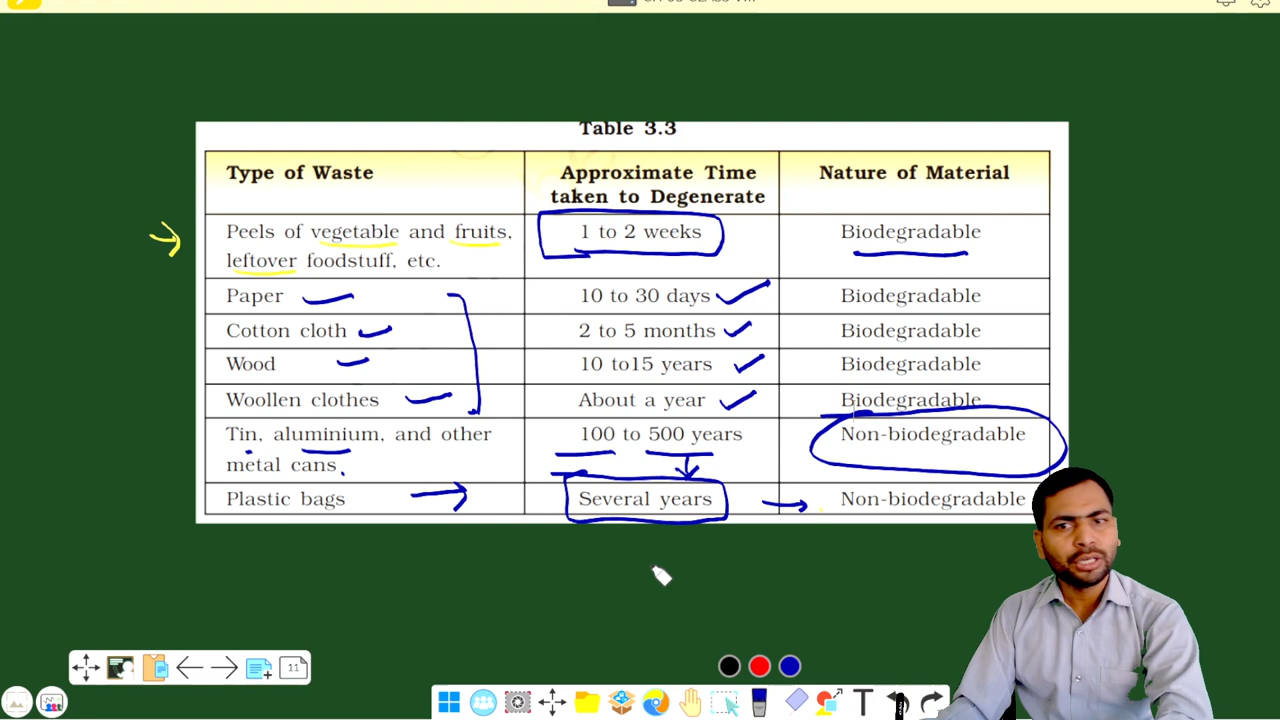 Table 3.3
Type of Waste
Approximate Time
taken to Degenerate
Nature of Material
Peels of vegetable and fruits,
leftover foodstuff, etc.
1 to 2 weeks
Biodegradable
Paper
10 to 30 days
Biodegradable
Cotton cloth
2 to 5 months
Biodegradable
Wood
10 to15 years
Biodegradable
Woollen clothes
About a year
Biodegradable
Tin, aluminium, and other
metal cans
100 to 500 years
Non-biodegradable
Plastic bags
Several years
Non-biodegradable
11